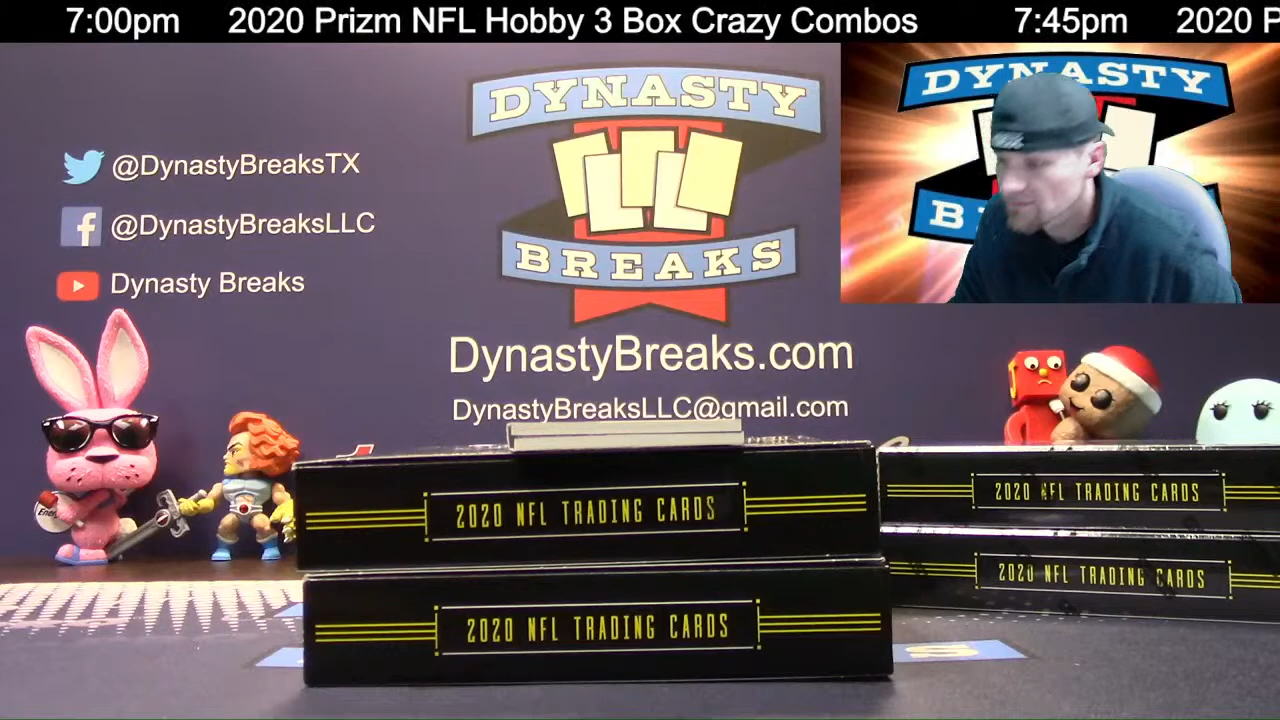 7:00pm 2020 Prizm NFL Hobby 3 Box Crazy Combos 7:45pm 2020 P
DYNASTY
BREAKS
DYNASTY
B
@DynastyBreaksTX
@DynastyBreaksLLC
Dynasty Breaks
DynastyBreaks.com
DynastyBreaksLLC@gmail.com
2020 NFL TRADING CARDS
2020 NFL TRADING CARDS
2020 NFL TRADING CARDS
2020 NFL TRADING CARDS